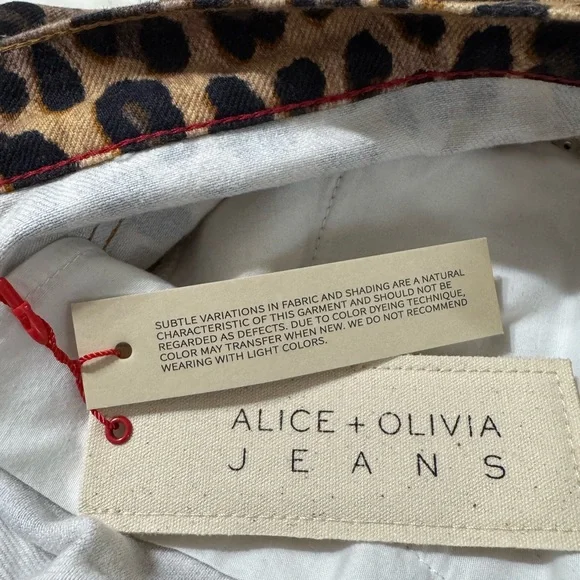 SUBTLE VARIATIONS IN FABRIC AND SHADING ARE A NATURAL
CHARACTERISTIC OF THIS GARMENT AND SHOULD NOT BE
REGARDED AS DEFECTS. DUE TO COLOR DYEING TECHNIQUE,
COLOR MAY TRANSFER WHEN NEW. WE DO NOT RECOMMEND
WEARING WITH LIGHT COLORS.
ALICE + OLIVIA
JEANS